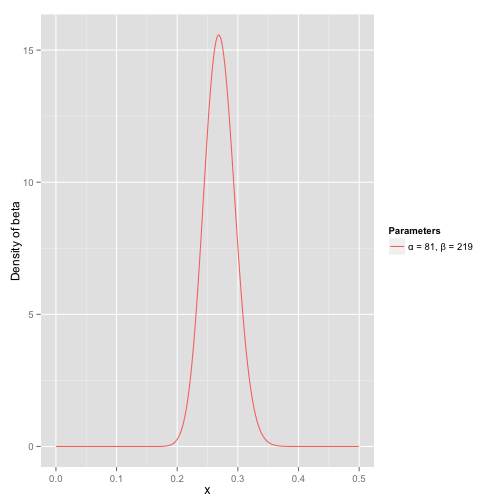 15
10
5
0
Density of beta
0.0 0.1 0.2 0.3 0.4 0.5
x
Parameters
α = 81, β = 219